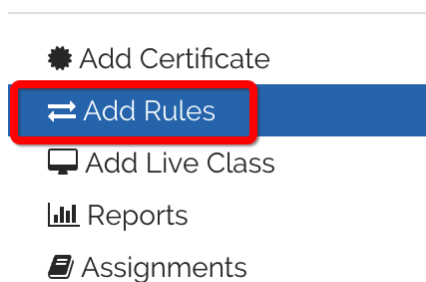 Add Certificate
Add Rules
Add Live Class
Reports
Assignments